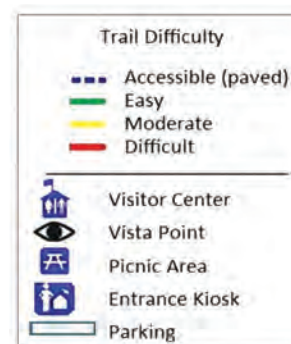 Trail Difficulty
Accessible (paved)
Easy
Moderate
Difficult
Visitor Center
Vista Point
Picnic Area
Entrance Kiosk
Parking